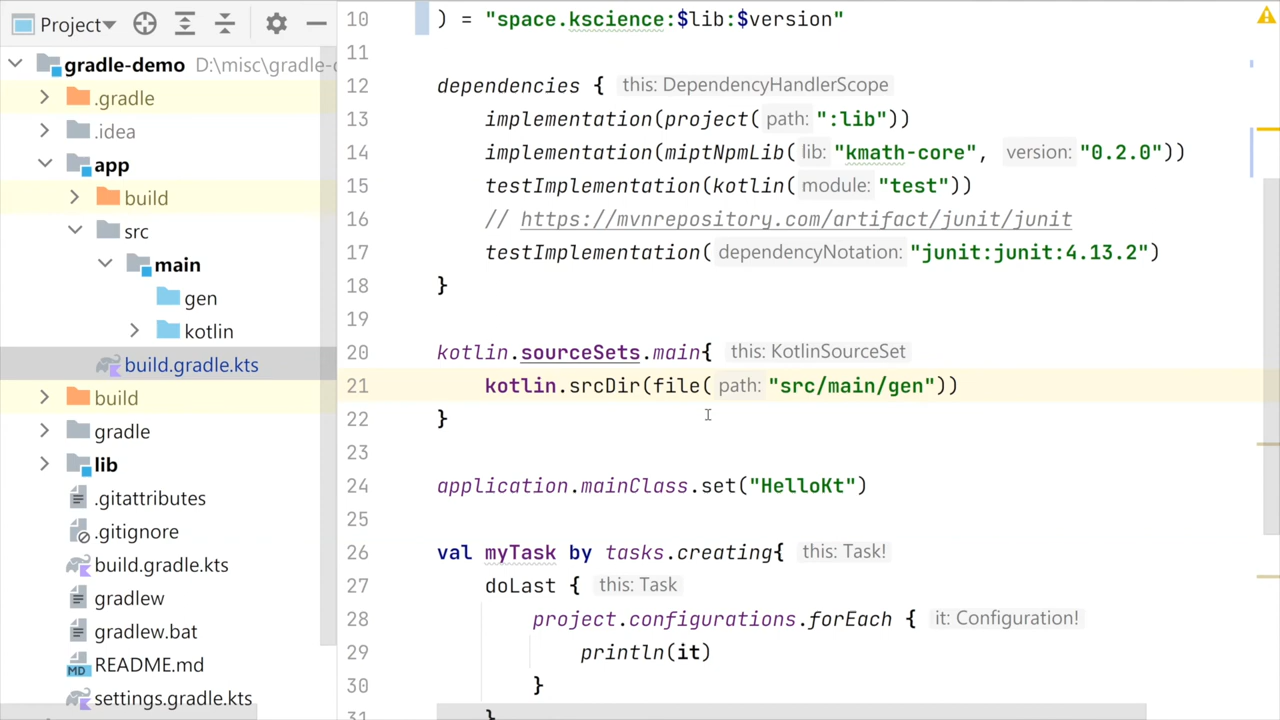 Project
gradle-demo D:\misc\gradle-
.gradle
.idea
app
build
src
main
gen
kotlin
build.gradle.kts
build
gradle
lib
.gitattributes
.gitignore
build.gradle.kts
gradlew
gradlew.bat
README.md
settings.gradle.kts
10 ) = "space.kscience:$lib:$version"
11
12 dependencies { this: DependencyHandlerScope
13 implementation(project( path: ":lib"))
14 implementation(miptNpmLib( lib: "kmath-core", version: "0.2.0"))
15 testImplementation(kotlin( module: "test"))
16 // https://mvnrepository.com/artifact/junit/junit
17 testImplementation( dependencyNotation: "junit:junit:4.13.2")
18 }
19
20 kotlin.sourceSets.main{ this: KotlinSourceSet
21 kotlin.srcDir(file( path: "src/main/gen"))
22 }
23
24 application.mainClass.set("HelloKt")
25
26 val myTask by tasks.creating{ this: Task!
27 doLast { this: Task
28 project.configurations.forEach { it: Configuration!
29 println(it)
30 }
31 }